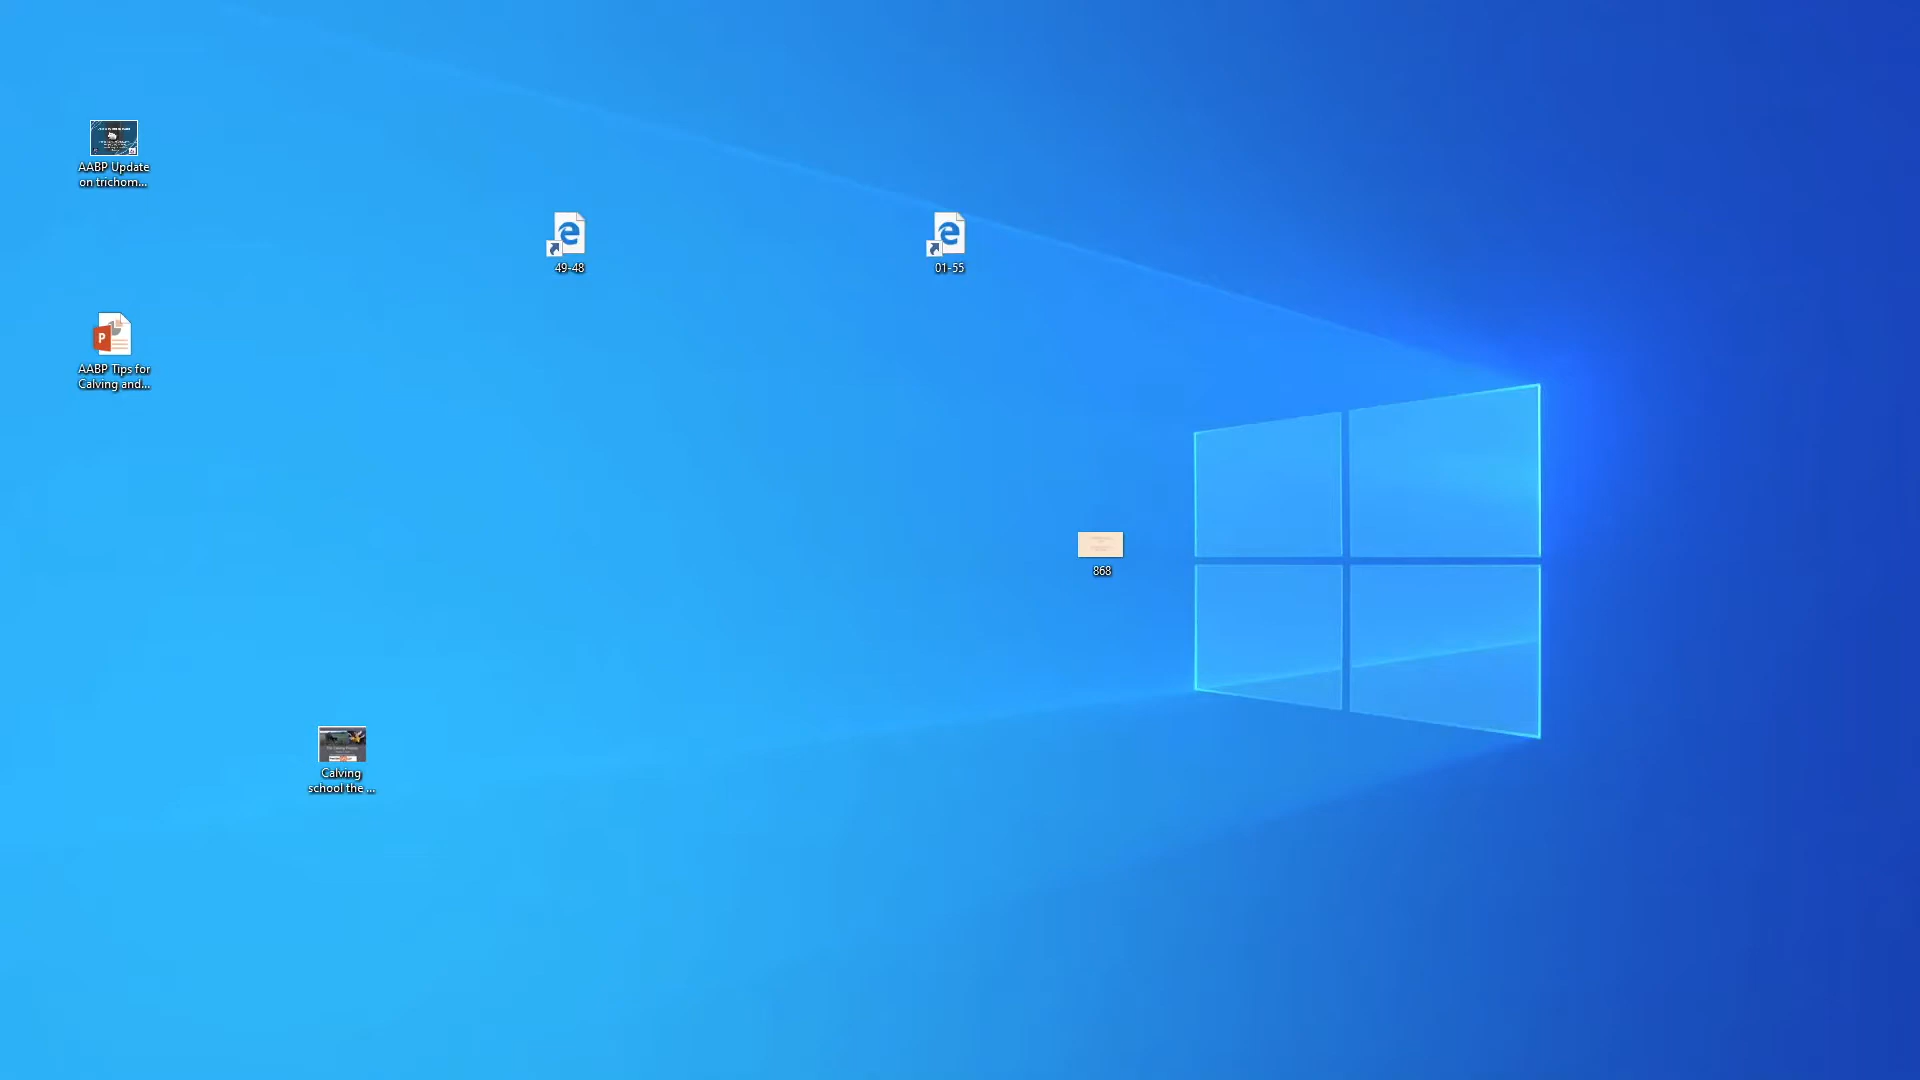 AABP Update
on trichom...
49-48
01-55
P
AABP Tips for
Calving and...
868
Calving
school the ...